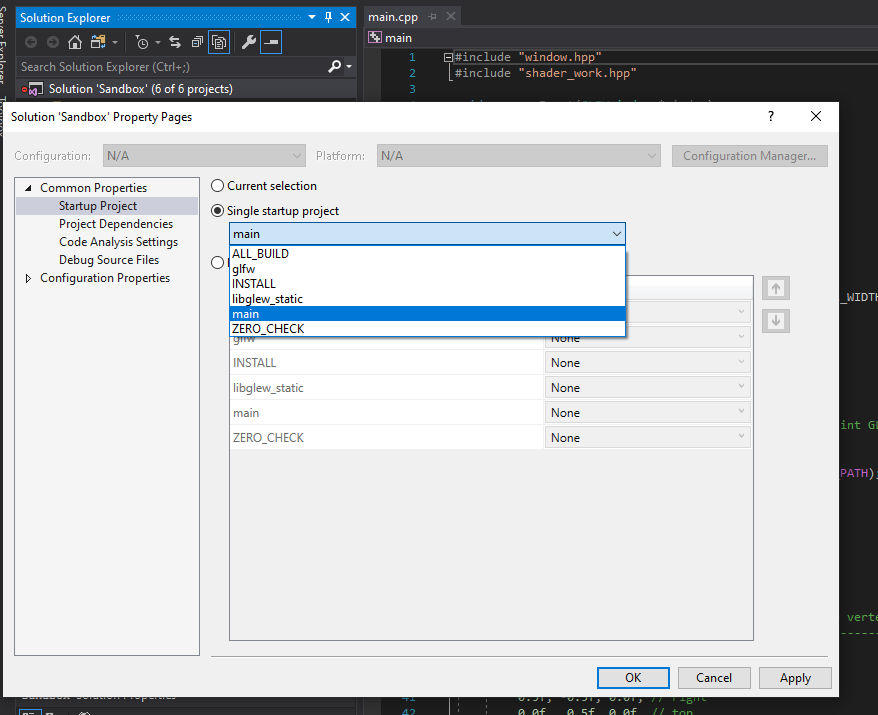 Solution Explorer
main.cpp
main
Search Solution Explorer (Ctrl+;)
Solution 'Sandbox' (6 of 6 projects)
1 #include "window.hpp"
2 #include "shader_work.hpp"
3
Solution 'Sandbox' Property Pages
?
Configuration: N/A Platform: N/A Configuration Manager...
Common Properties
Startup Project
Project Dependencies
Code Analysis Settings
Debug Source Files
Configuration Properties
Current selection
Single startup project
main
ALL_BUILD
glfw
INSTALL
libglew_static
main
ZERO_CHECK
glfw None
INSTALL None
libglew_static None
main None
ZERO_CHECK None
_WIDTH
int GL
PATH);
verte
OK Cancel Apply
41 0.5f, -0.5f, 0.0f, // right
42 0.0f, 0.5f, 0.0f, // top